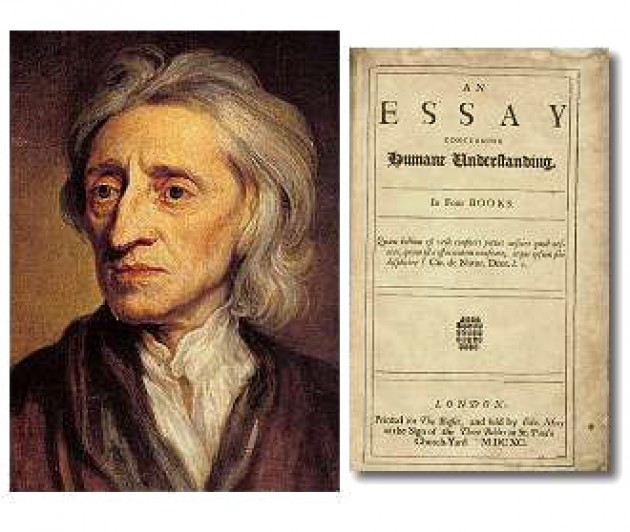 AN
ESSAY
CONCERNING
Humane Understanding.
In Four BOOKS.
Quam bellum est velle confiteri potius nescire quod nes-
cias, quam ista effutientem nauseare, atque ipsum sibi
displicere! Cic. de Natur. Deor. l. 1.
LONDON:
Printed for Tho. Basset, and sold by Edw. Mory
at the Sign of the Three Bibles in St. Paul's
Church-Yard. MDCXC.